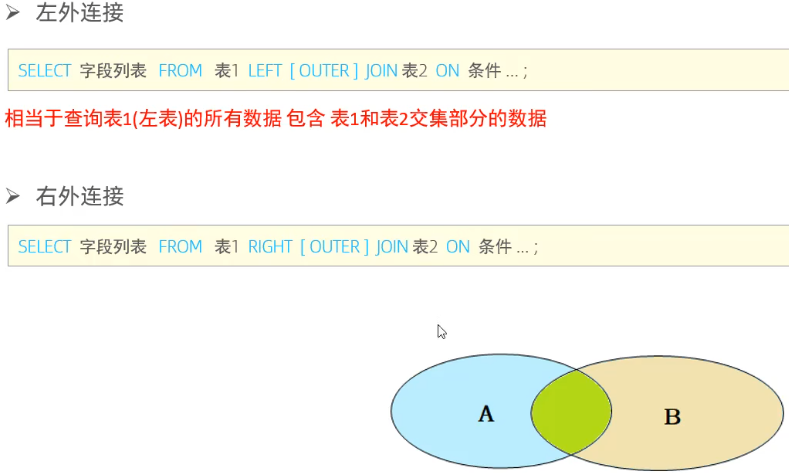 左外连接
SELECT 字段列表 FROM 表1 LEFT [ OUTER ] JOIN 表2 ON 条件 ... ;
相当于查询表1(左表)的所有数据 包含 表1和表2交集部分的数据
右外连接
SELECT 字段列表 FROM 表1 RIGHT [ OUTER ] JOIN 表2 ON 条件 ... ;
A B